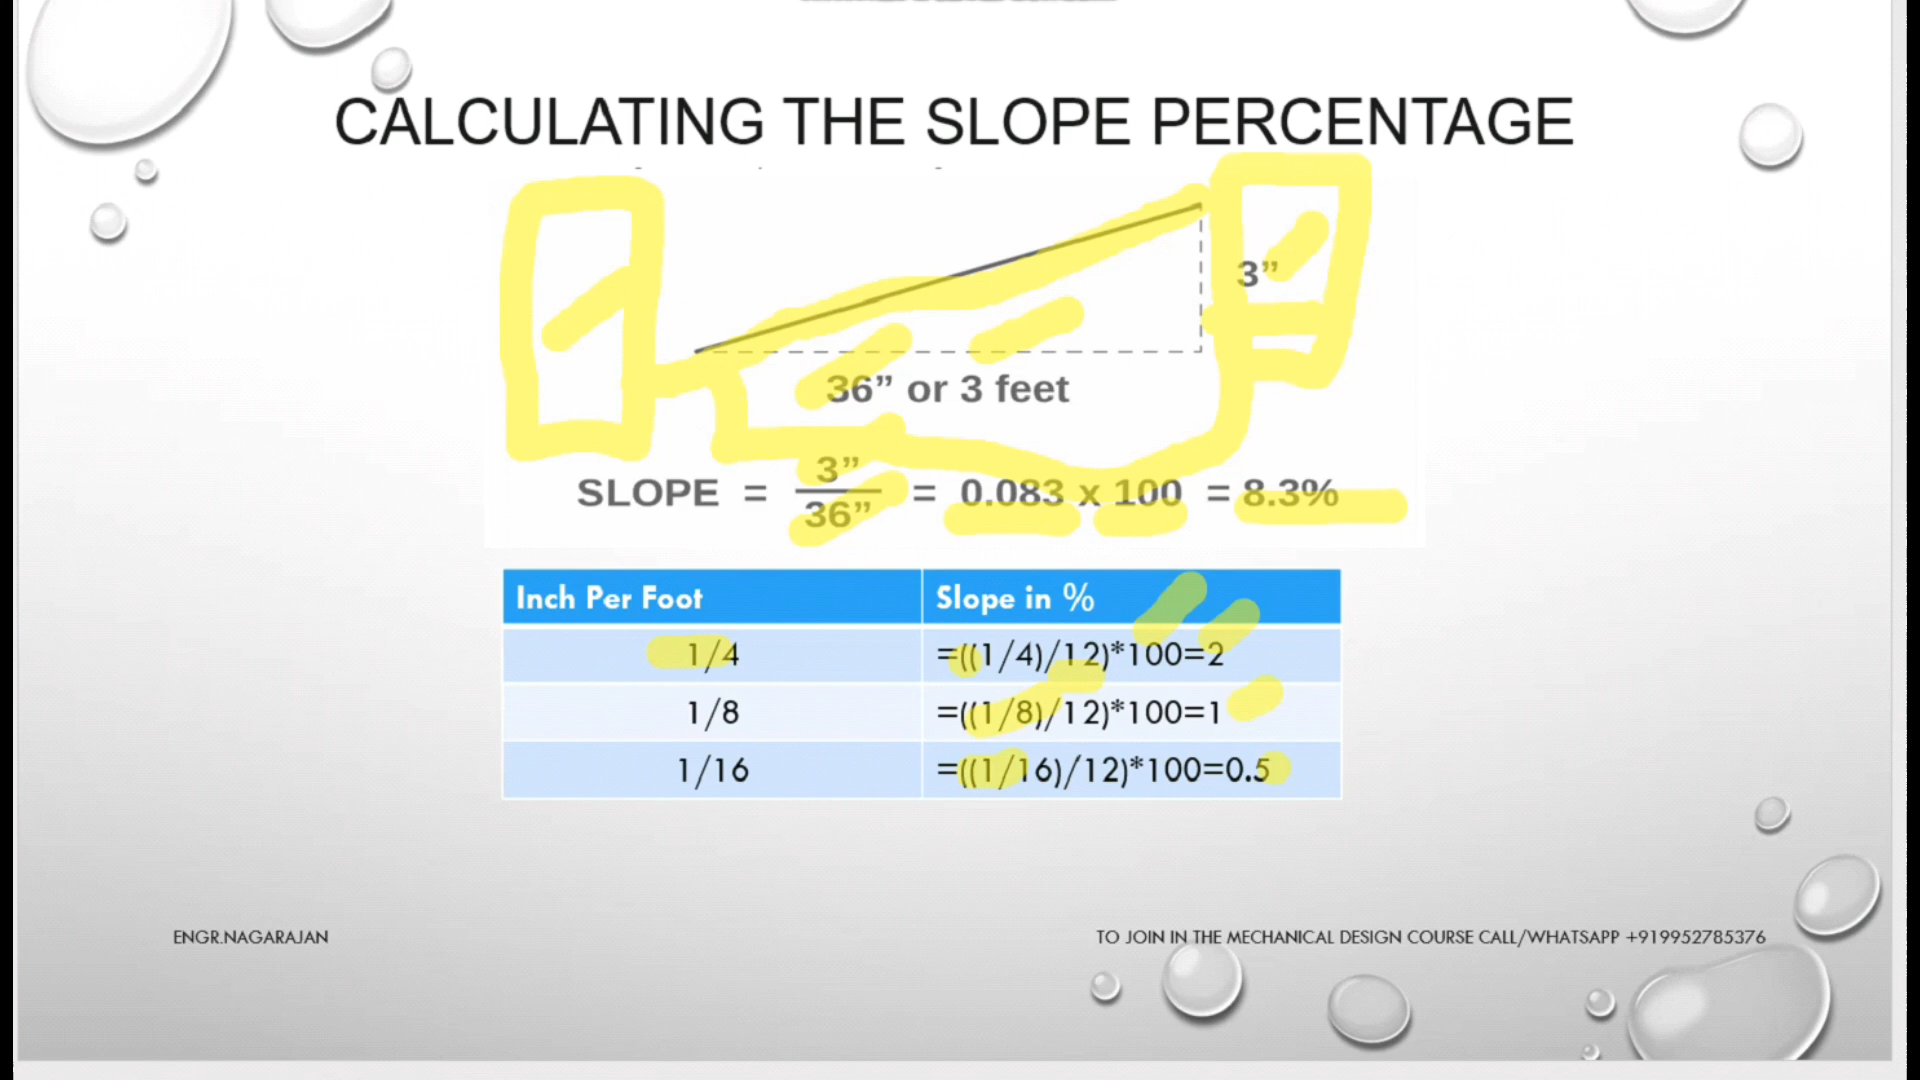 CALCULATING THE SLOPE PERCENTAGE
3”
36” or 3 feet
SLOPE = 3” / 36” = 0.083 x 100 = 8.3%
Inch Per Foot Slope in %
1/4 =((1/4)/12)*100=2
1/8 =((1/8)/12)*100=1
1/16 =((1/16)/12)*100=0.5
ENGR.NAGARAJAN
TO JOIN IN THE MECHANICAL DESIGN COURSE CALL/WHATSAPP +919952785376